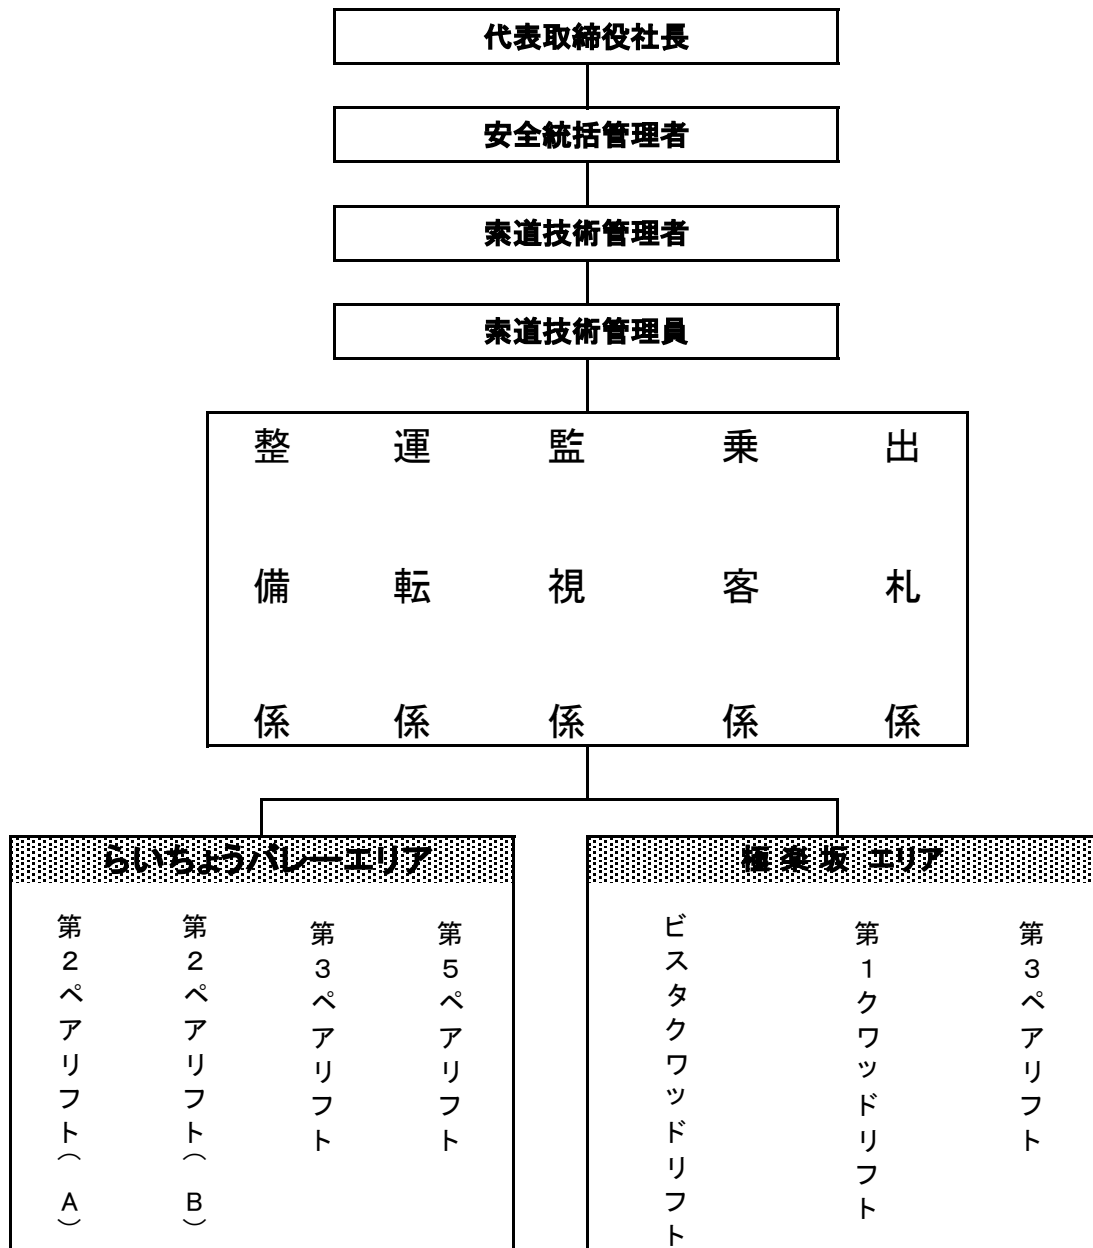 代表取締役社長
安全統括管理者
索道技術管理者
索道技術管理員
整備係
運転係
監視係
乗客係
出札係
らいちょうバレーエリア
第2ペアリフト(A)
第2ペアリフト(B)
第3ペアリフト
第5ペアリフト
極楽坂 エリア
ビスタクワッドリフト
第1クワッドリフト
第3ペアリフト